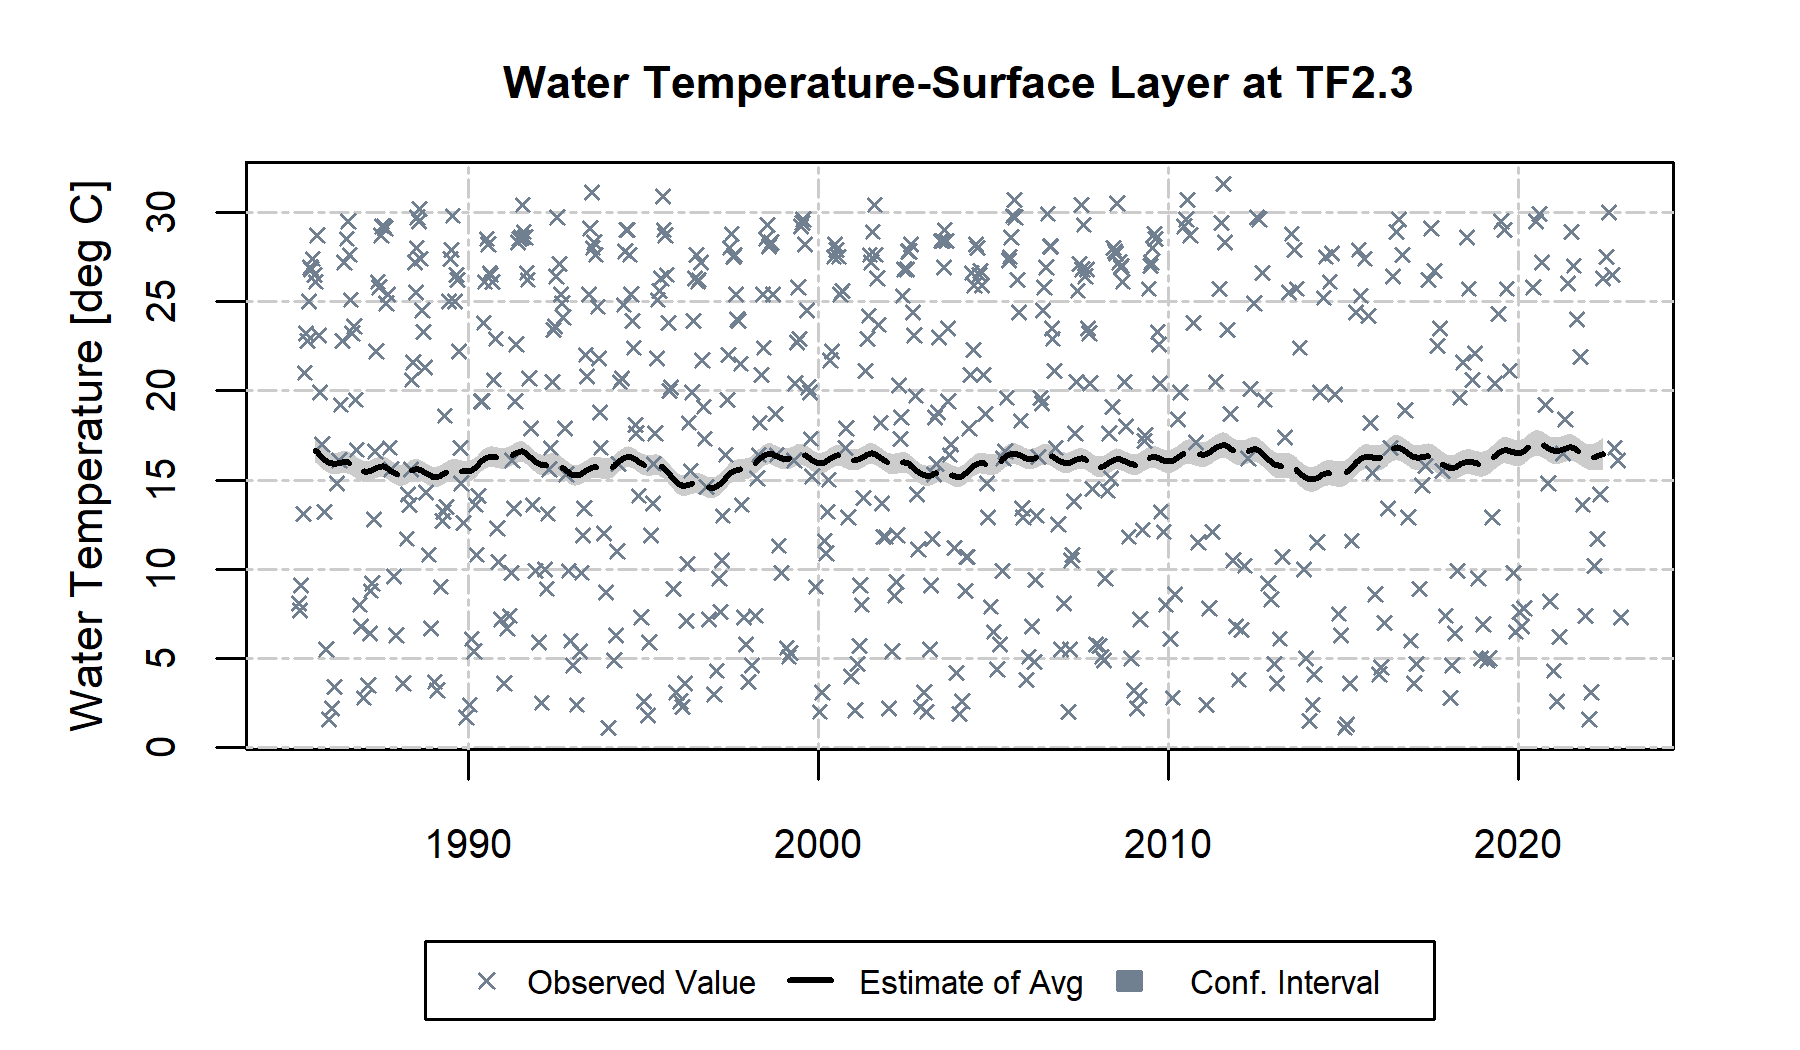 Water Temperature-Surface Layer at TF2.3
Water Temperature [deg C]
30
25
20
15
10
5
0
1990 2000 2010 2020
Observed Value Estimate of Avg Conf. Interval